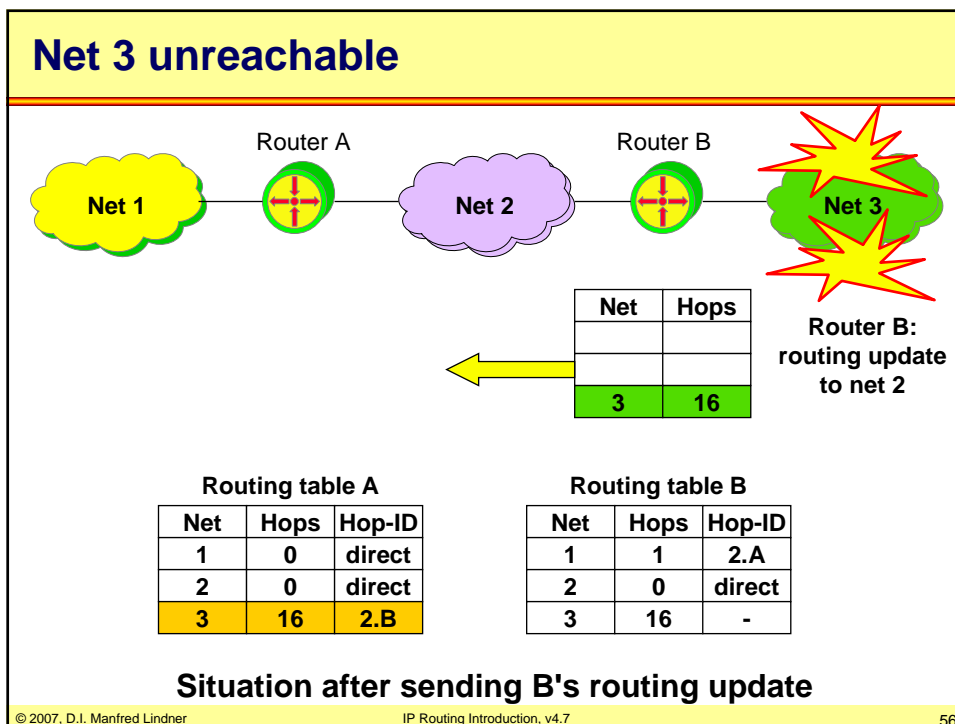 Net 3 unreachable
Router A
Router B
Net 1
Net 2
Net 3
Net Hops
3 16
Router B:
routing update
to net 2
Routing table A
Net Hops Hop-ID
1 0 direct
2 0 direct
3 16 2.B
Routing table B
Net Hops Hop-ID
1 1 2.A
2 0 direct
3 16 -
Situation after sending B's routing update
© 2007, D.I. Manfred Lindner
IP Routing Introduction, v4.7
56